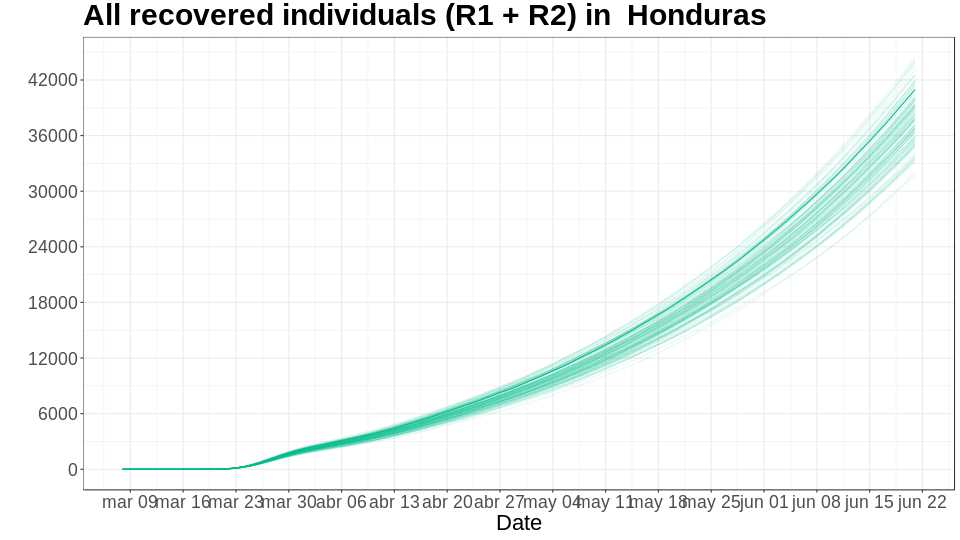 All recovered individuals (R1 + R2) in  Honduras
42000
36000
30000
24000
18000
12000
6000
0
mar 09 mar 16 mar 23 mar 30 abr 06 abr 13 abr 20 abr 27 may 04 may 11 may 18 may 25 jun 01 jun 08 jun 15 jun 22
Date